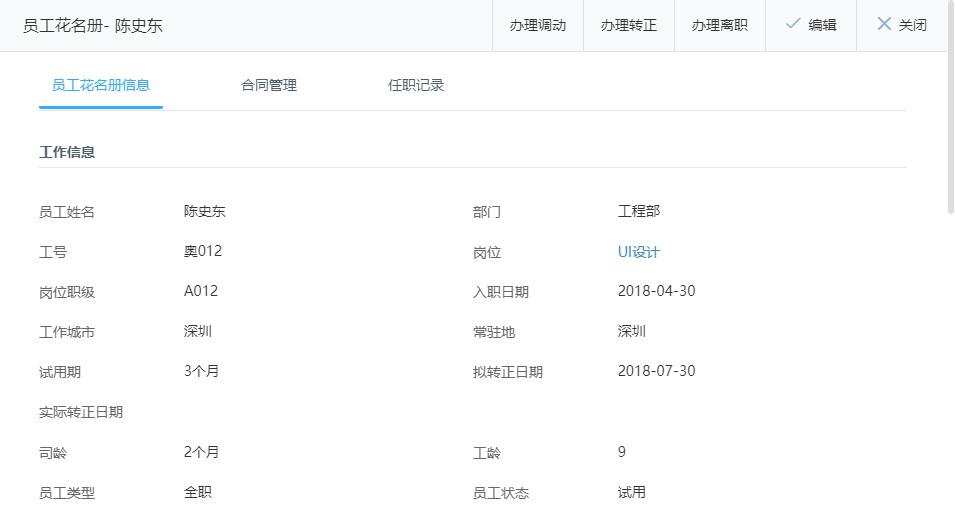 员工花名册- 陈史东 办理调动 办理转正 办理离职 编辑 关闭
员工花名册信息 合同管理 任职记录
工作信息
员工姓名 陈史东 部门 工程部
工号 奥012 岗位 UI设计
岗位职级 A012 入职日期 2018-04-30
工作城市 深圳 常驻地 深圳
试用期 3个月 拟转正日期 2018-07-30
实际转正日期
司龄 2个月 工龄 9
员工类型 全职 员工状态 试用